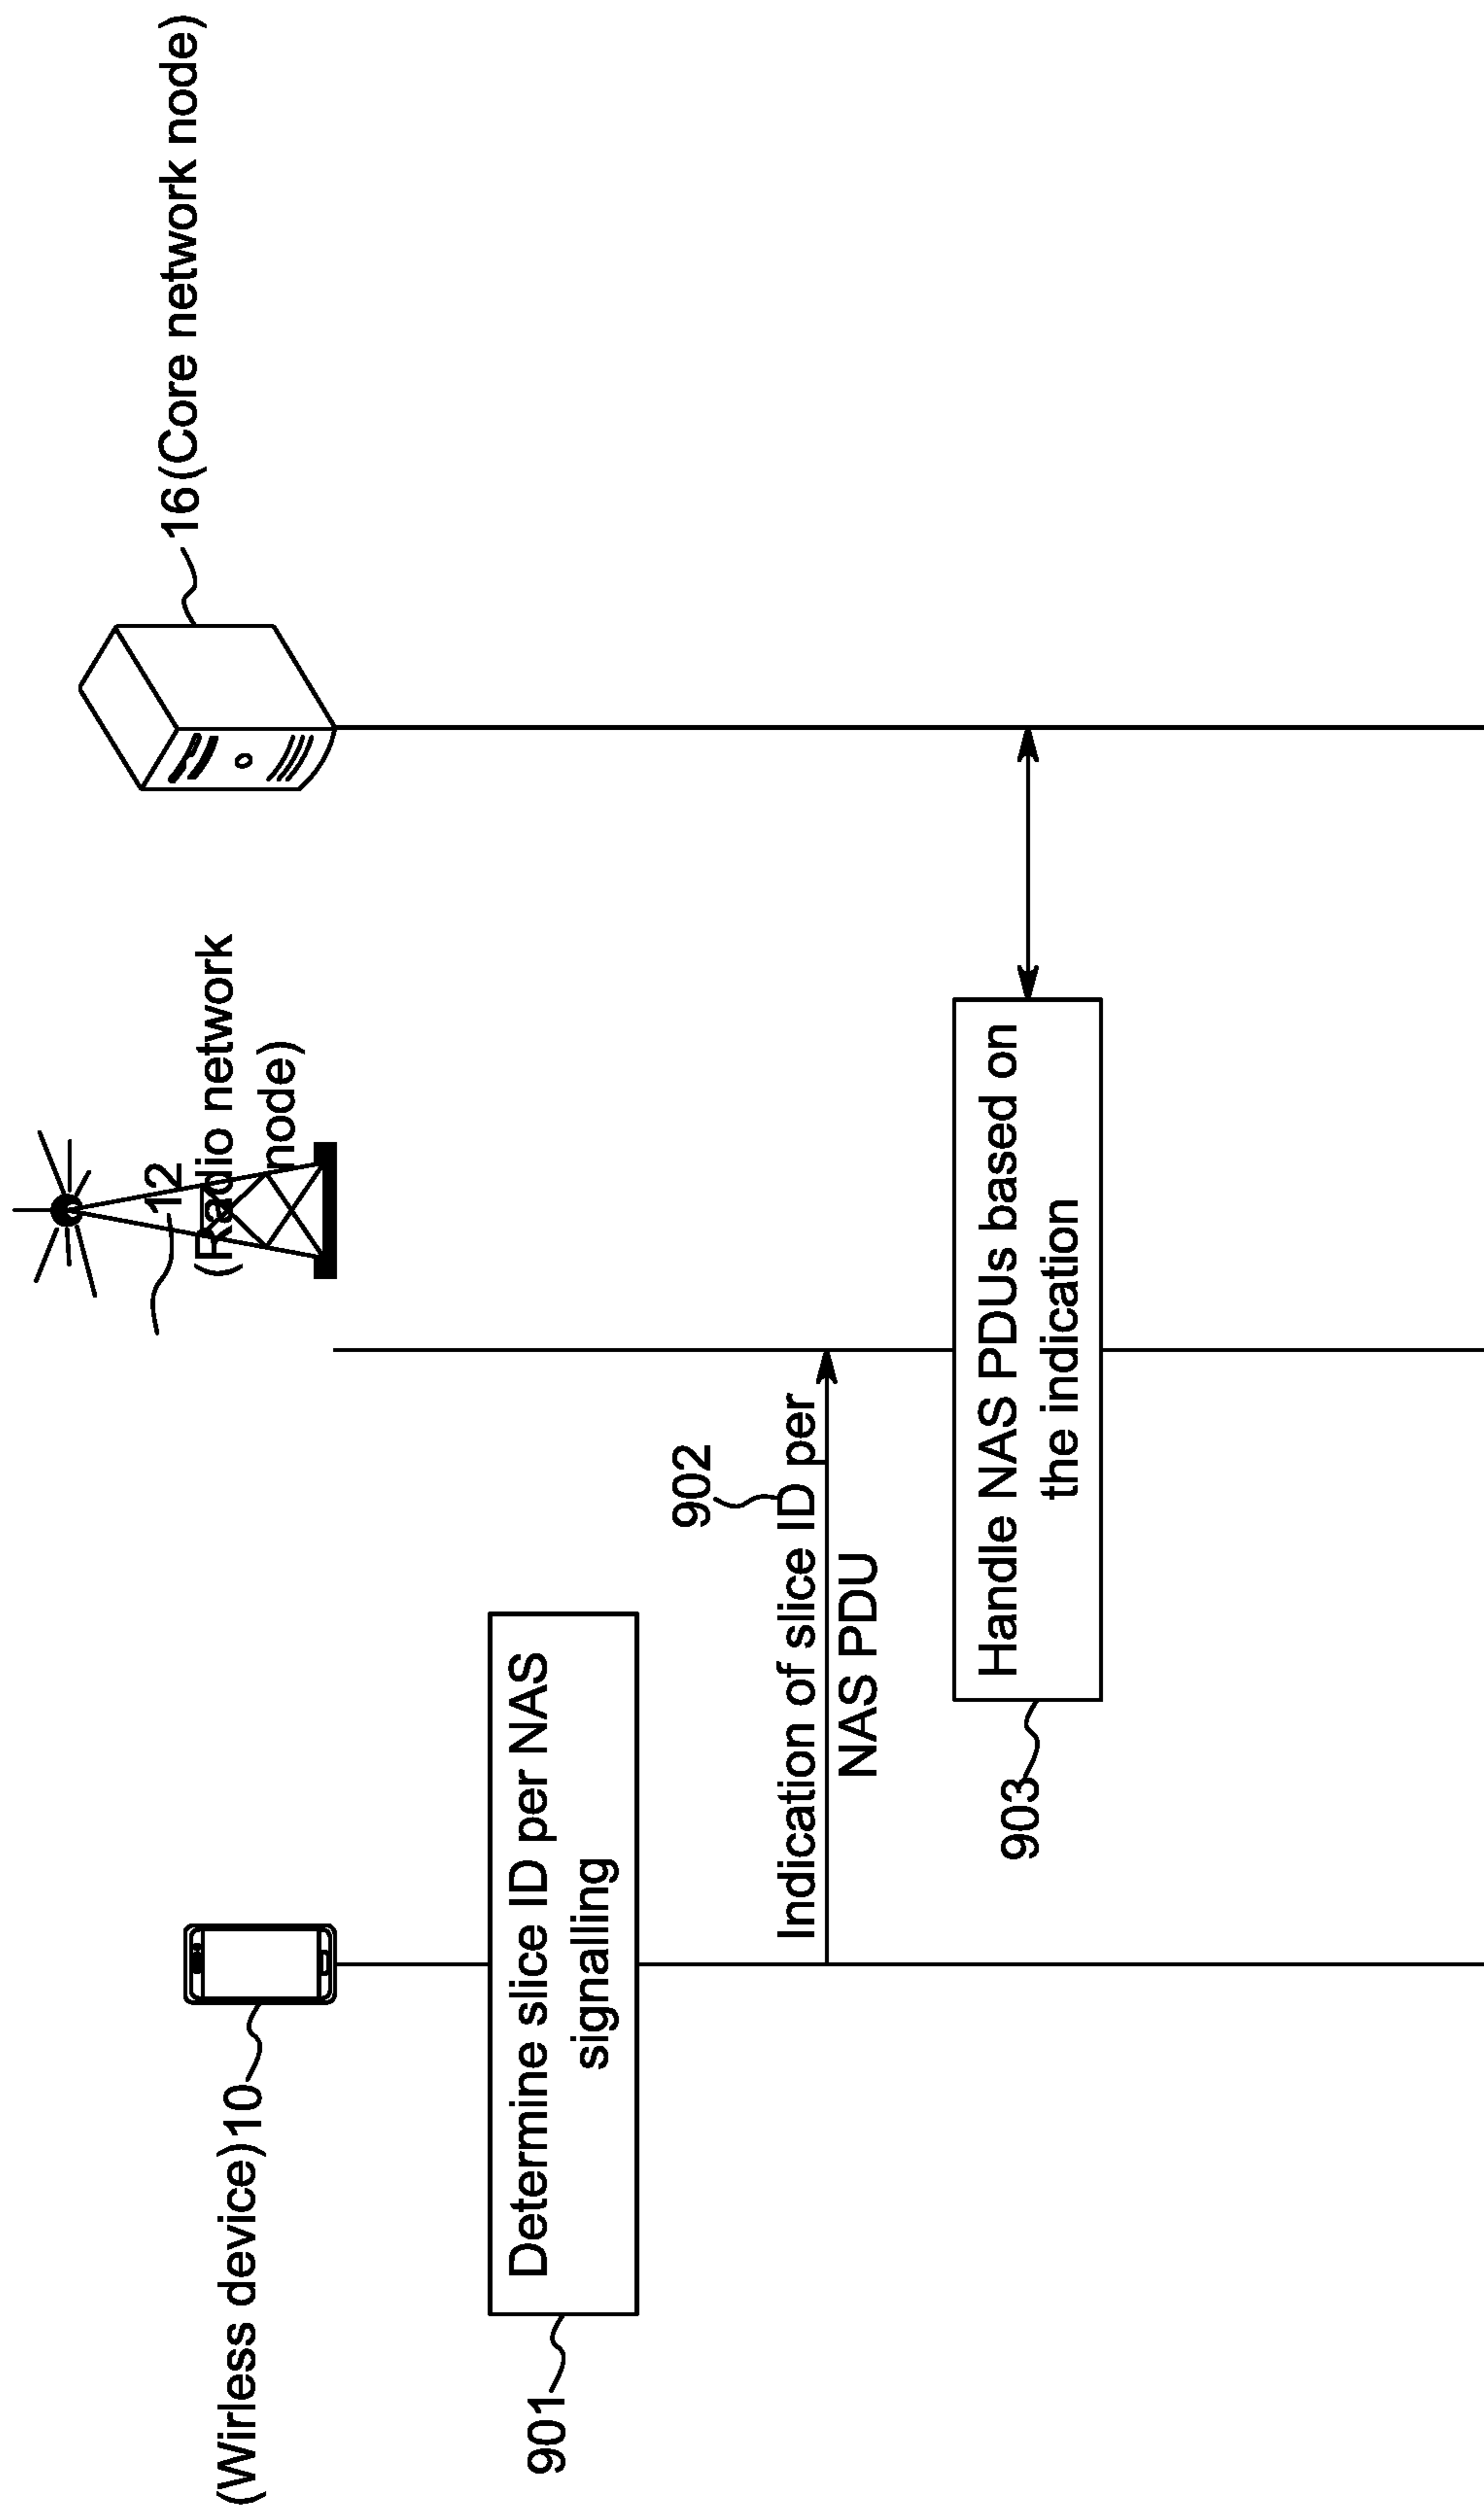 (Wirless device)10
12
(Radio network
node)
16(Core network node)
901
Determine slice ID per NAS
signalling
902
Indication of slice ID per
NAS PDU
903
Handle NAS PDUs based on
the indication